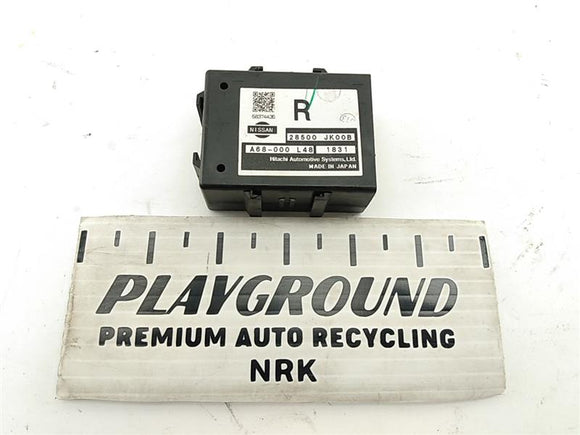 R
56374436
NISSAN
28500 JK00B
A68-000 L48 1831
Hitachi Automotive Systems, Ltd.
MADE IN JAPAN
PLAYGROUND
PREMIUM AUTO RECYCLING
NRK